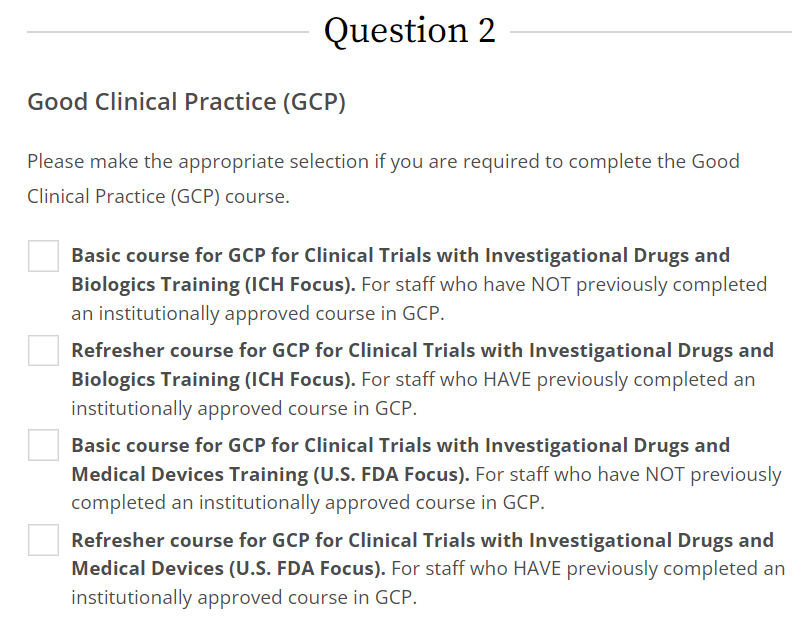 Question 2
Good Clinical Practice (GCP)
Please make the appropriate selection if you are required to complete the Good
Clinical Practice (GCP) course.
Basic course for GCP for Clinical Trials with Investigational Drugs and
Biologics Training (ICH Focus). For staff who have NOT previously completed
an institutionally approved course in GCP.
Refresher course for GCP for Clinical Trials with Investigational Drugs and
Biologics Training (ICH Focus). For staff who HAVE previously completed an
institutionally approved course in GCP.
Basic course for GCP for Clinical Trials with Investigational Drugs and
Medical Devices Training (U.S. FDA Focus). For staff who have NOT previously
completed an institutionally approved course in GCP.
Refresher course for GCP for Clinical Trials with Investigational Drugs and
Medical Devices (U.S. FDA Focus). For staff who HAVE previously completed an
institutionally approved course in GCP.